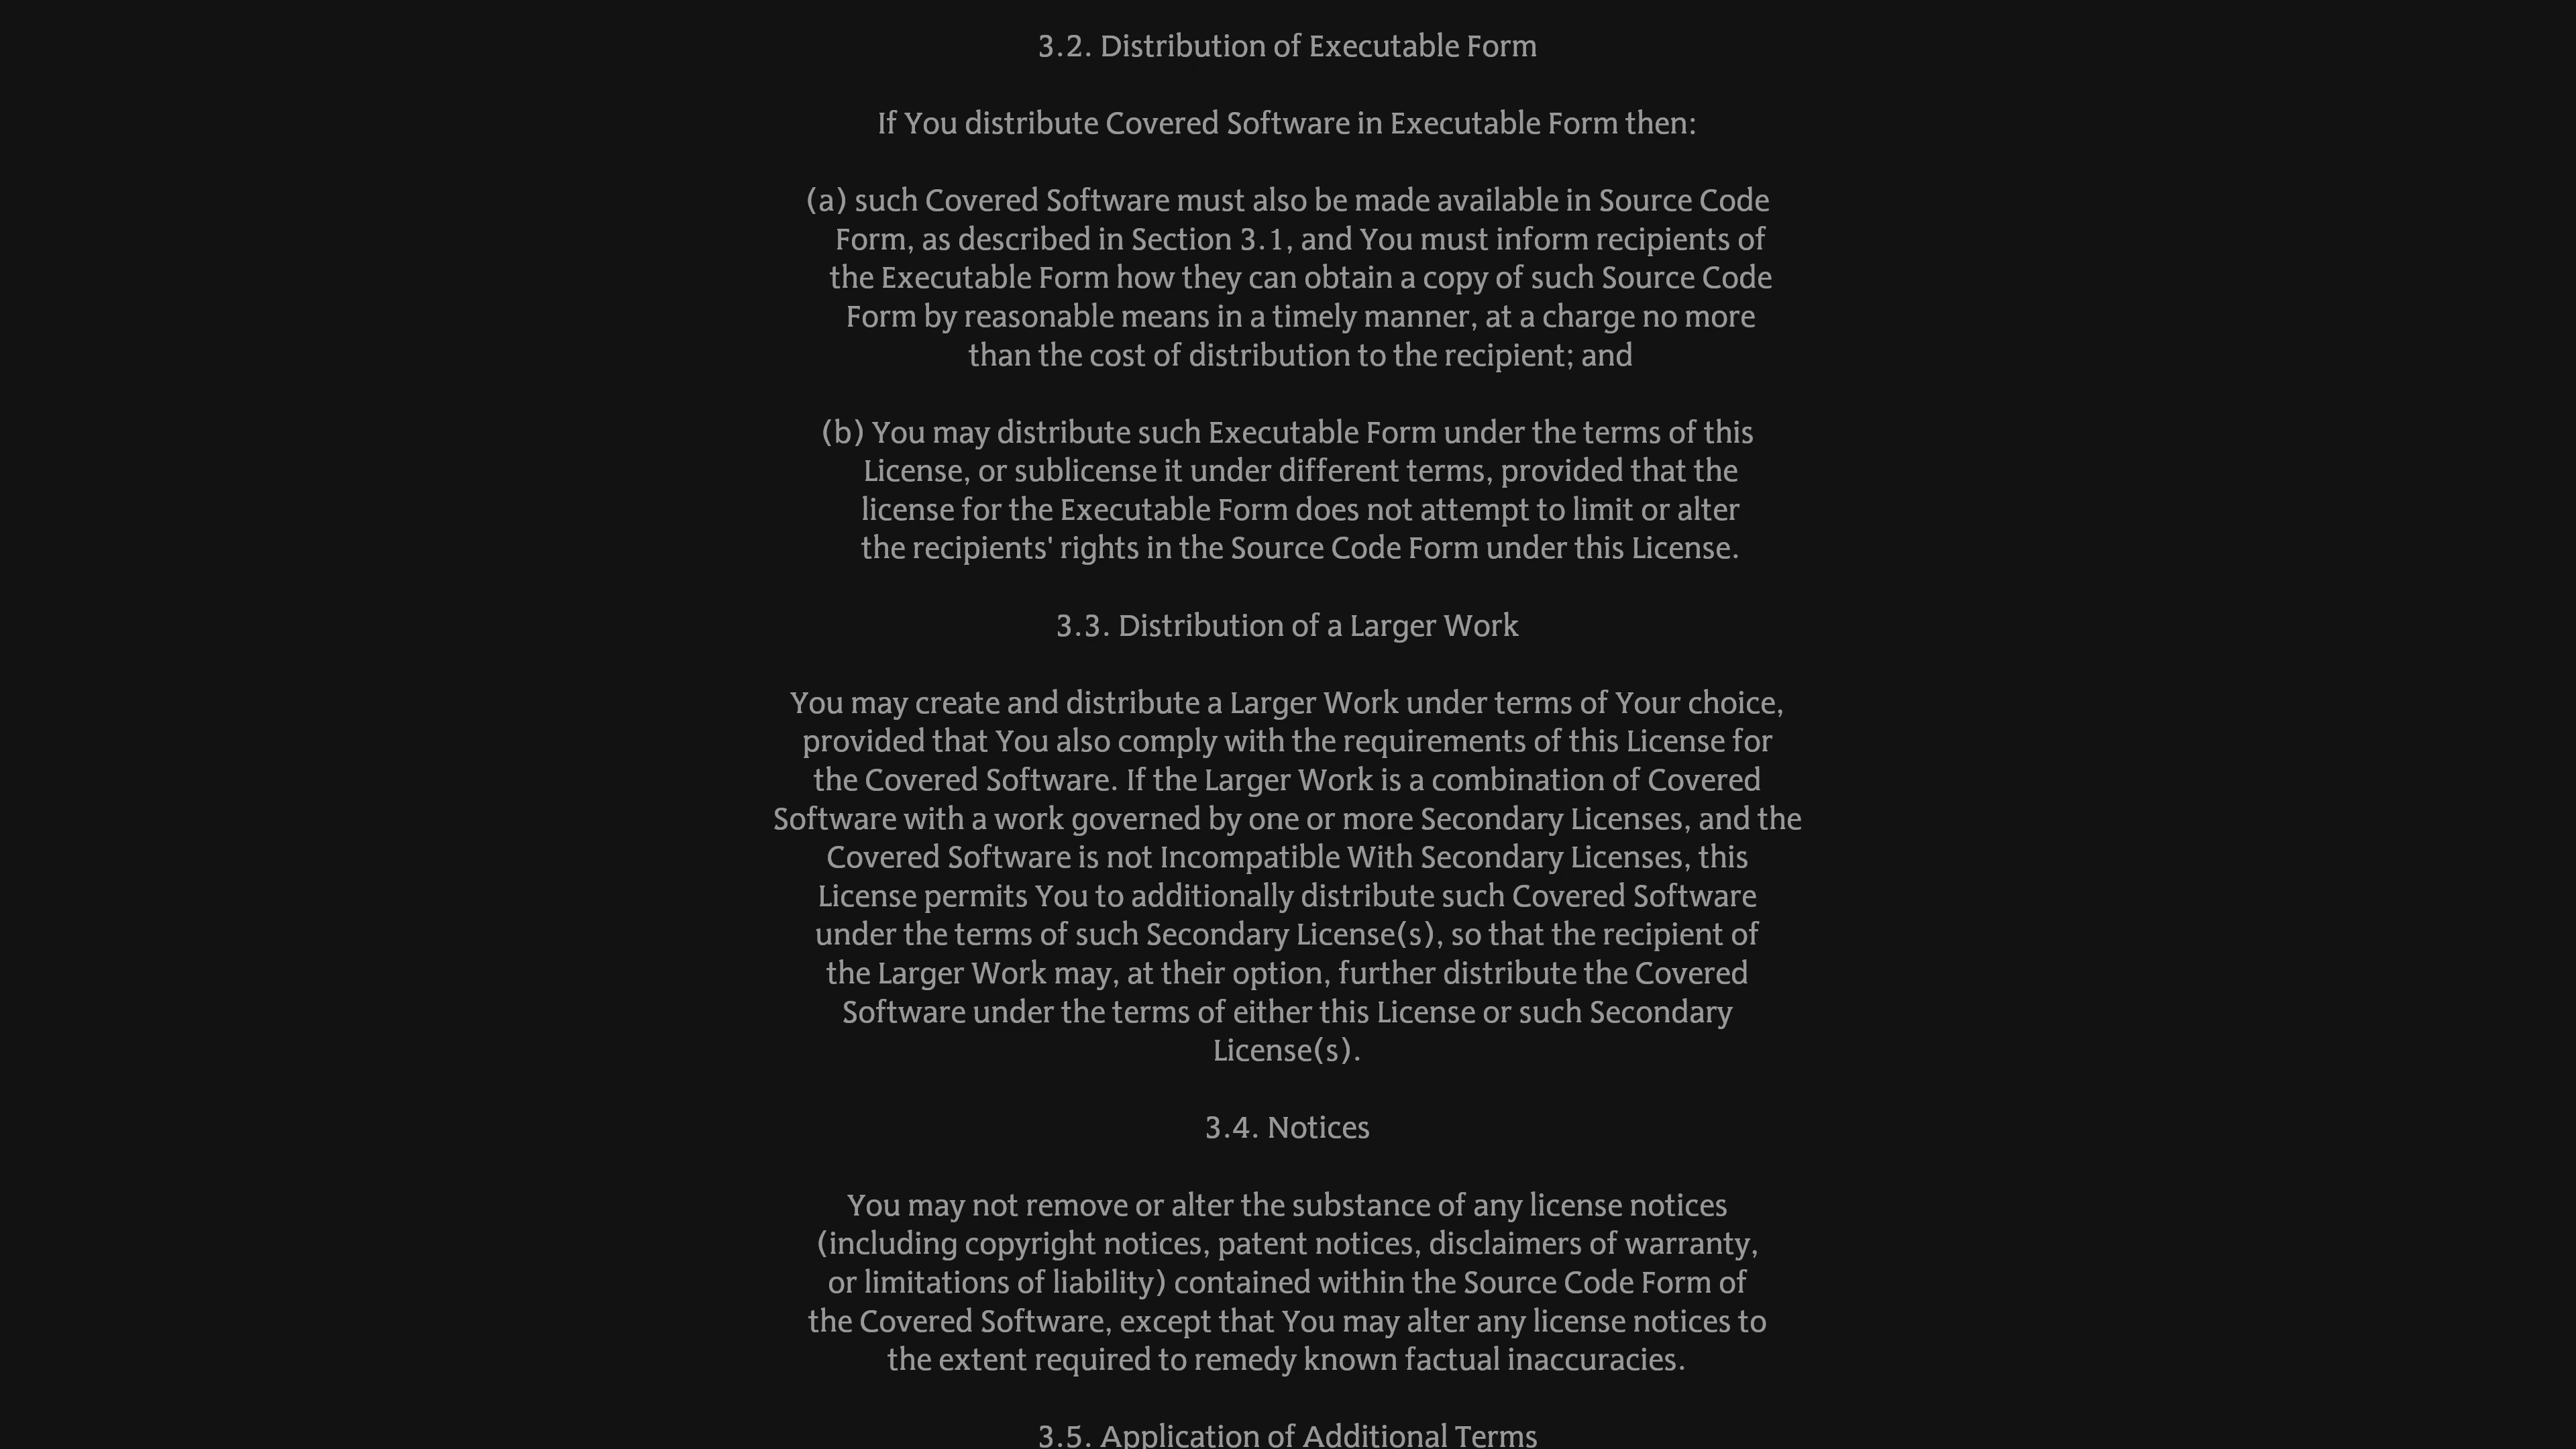 3.2. Distribution of Executable Form
If You distribute Covered Software in Executable Form then:
(a) such Covered Software must also be made available in Source Code
Form, as described in Section 3.1, and You must inform recipients of
the Executable Form how they can obtain a copy of such Source Code
Form by reasonable means in a timely manner, at a charge no more
than the cost of distribution to the recipient; and
(b) You may distribute such Executable Form under the terms of this
License, or sublicense it under different terms, provided that the
license for the Executable Form does not attempt to limit or alter
the recipients' rights in the Source Code Form under this License.
3.3. Distribution of a Larger Work
You may create and distribute a Larger Work under terms of Your choice,
provided that You also comply with the requirements of this License for
the Covered Software. If the Larger Work is a combination of Covered
Software with a work governed by one or more Secondary Licenses, and the
Covered Software is not Incompatible With Secondary Licenses, this
License permits You to additionally distribute such Covered Software
under the terms of such Secondary License(s), so that the recipient of
the Larger Work may, at their option, further distribute the Covered
Software under the terms of either this License or such Secondary
License(s).
3.4. Notices
You may not remove or alter the substance of any license notices
(including copyright notices, patent notices, disclaimers of warranty,
or limitations of liability) contained within the Source Code Form of
the Covered Software, except that You may alter any license notices to
the extent required to remedy known factual inaccuracies.
3.5. Application of Additional Terms